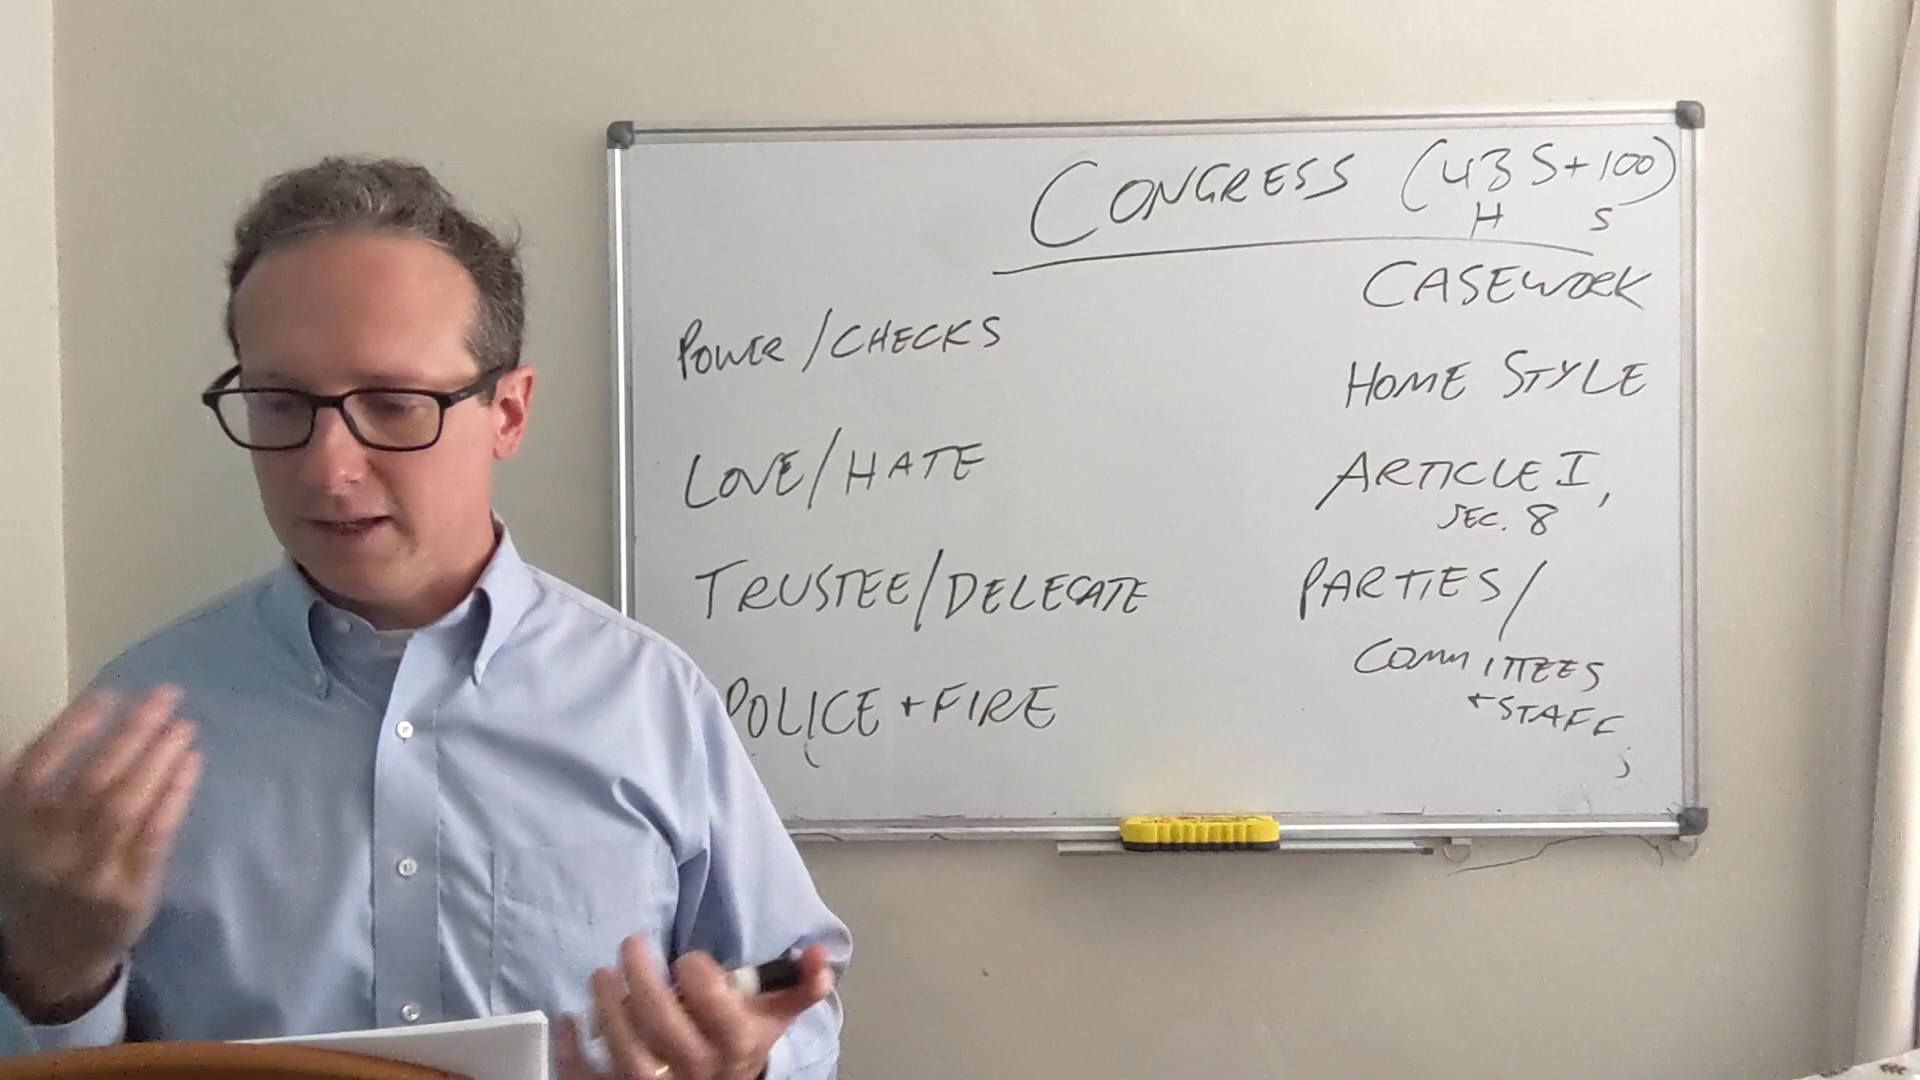 CONGRESS (435+100)
H S
POWER/CHECKS
LOVE/HATE
TRUSTEE/DELEGATE
POLICE + FIRE
CASEWORK
HOME STYLE
ARTICLE I,
SEC. 8
PARTIES/
COMMITTEES
+ STAFF